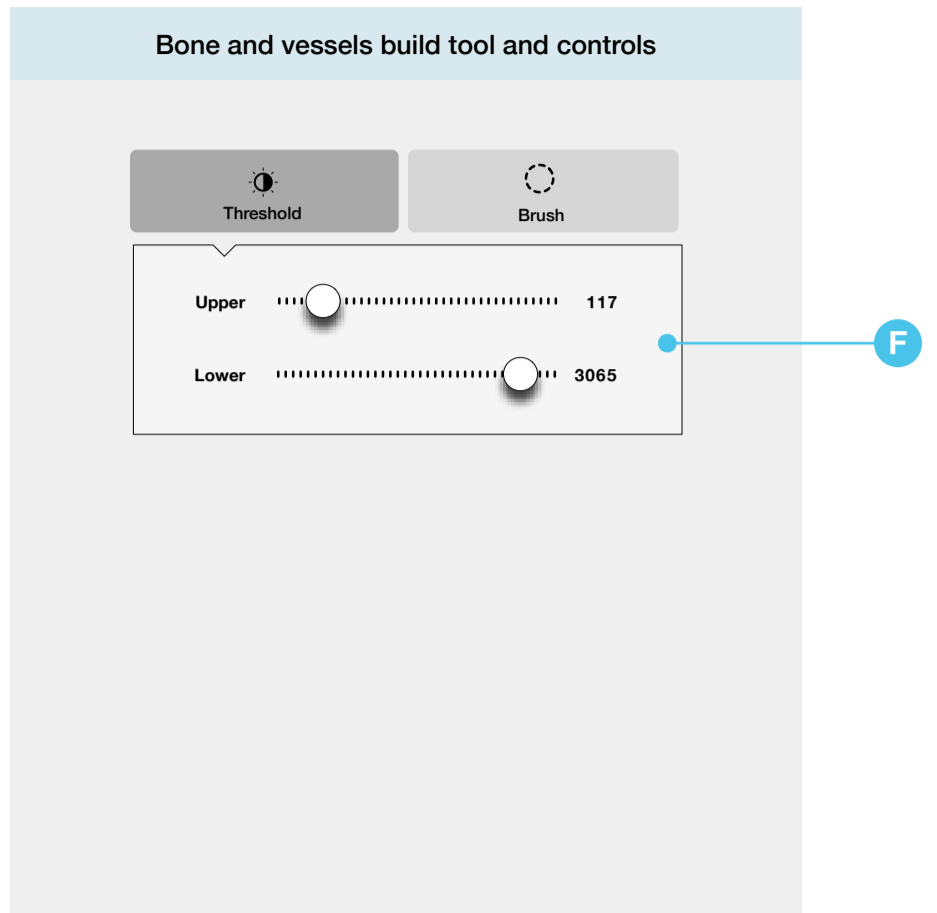 Bone and vessels build tool and controls
Threshold
Brush
Upper 117
F
Lower 3065